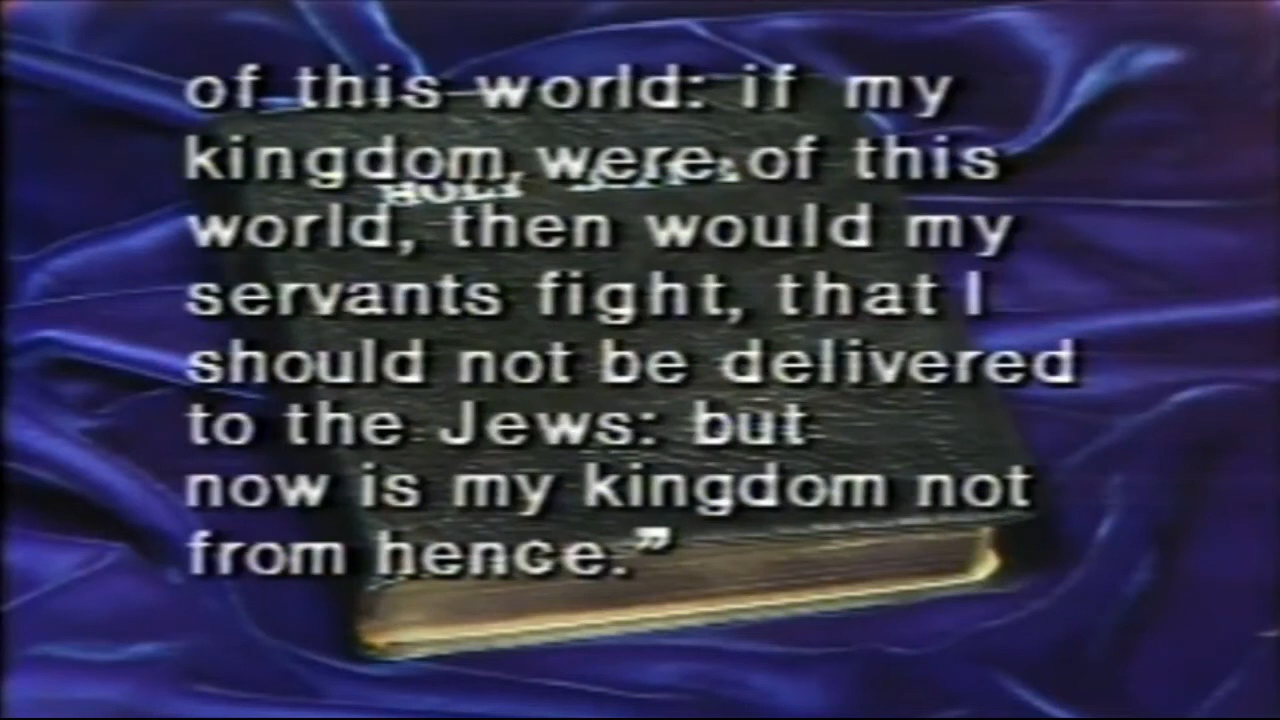 of this world: if my
kingdom were of this
world, then would my
servants fight, that I
should not be delivered
to the Jews: but
now is my kingdom not
from hence.”
HOLY